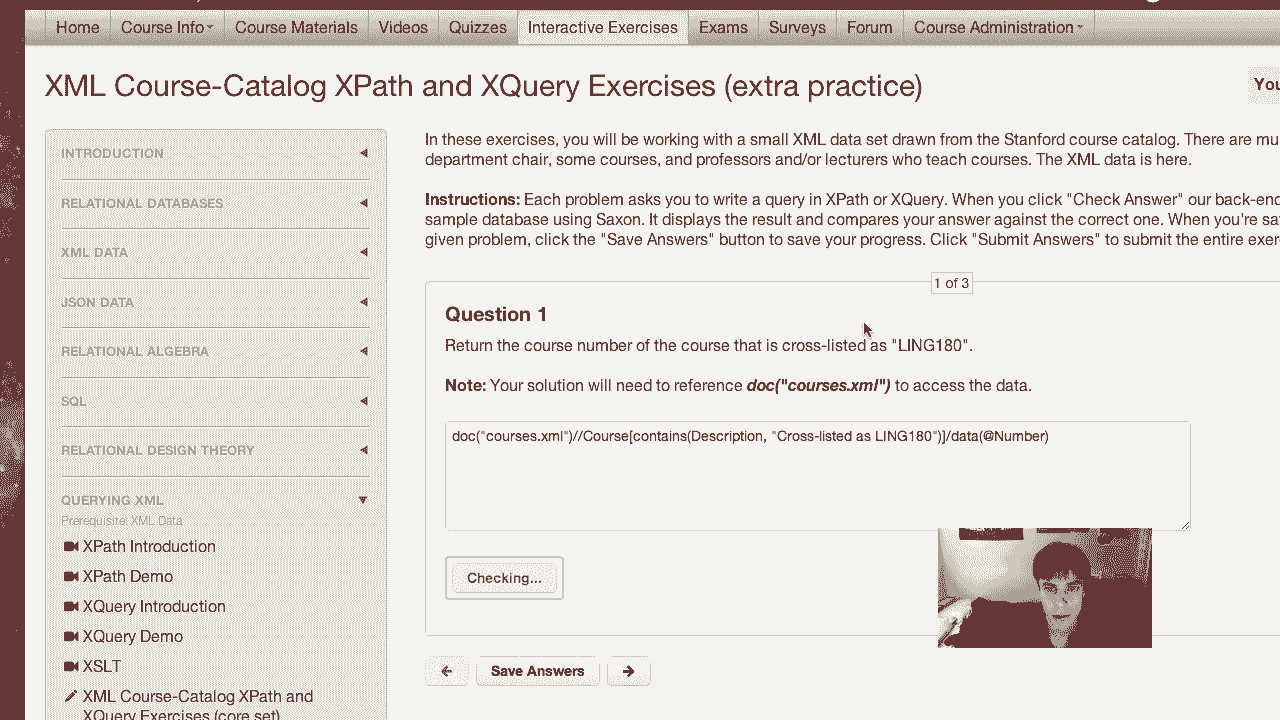 Home Course Info Course Materials Videos Quizzes Interactive Exercises Exams Surveys Forum Course Administration
XML Course-Catalog XPath and XQuery Exercises (extra practice)
You
INTRODUCTION
RELATIONAL DATABASES
XML DATA
JSON DATA
RELATIONAL ALGEBRA
SQL
RELATIONAL DESIGN THEORY
QUERYING XML
Prerequisite: XML Data
XPath Introduction
XPath Demo
XQuery Introduction
XQuery Demo
XSLT
XML Course-Catalog XPath and
XQuery Exercises (core set)
In these exercises, you will be working with a small XML data set drawn from the Stanford course catalog. There are mu
department chair, some courses, and professors and/or lecturers who teach courses. The XML data is here.
Instructions: Each problem asks you to write a query in XPath or XQuery. When you click "Check Answer" our back-end
sample database using Saxon. It displays the result and compares your answer against the correct one. When you're sa
given problem, click the "Save Answers" button to save your progress. Click "Submit Answers" to submit the entire exer
1 of 3
Question 1
Return the course number of the course that is cross-listed as "LING180".
Note: Your solution will need to reference doc("courses.xml") to access the data.
doc("courses.xml")//Course[contains(Description, "Cross-listed as LING180")]/data(@Number)
Checking...
Save Answers